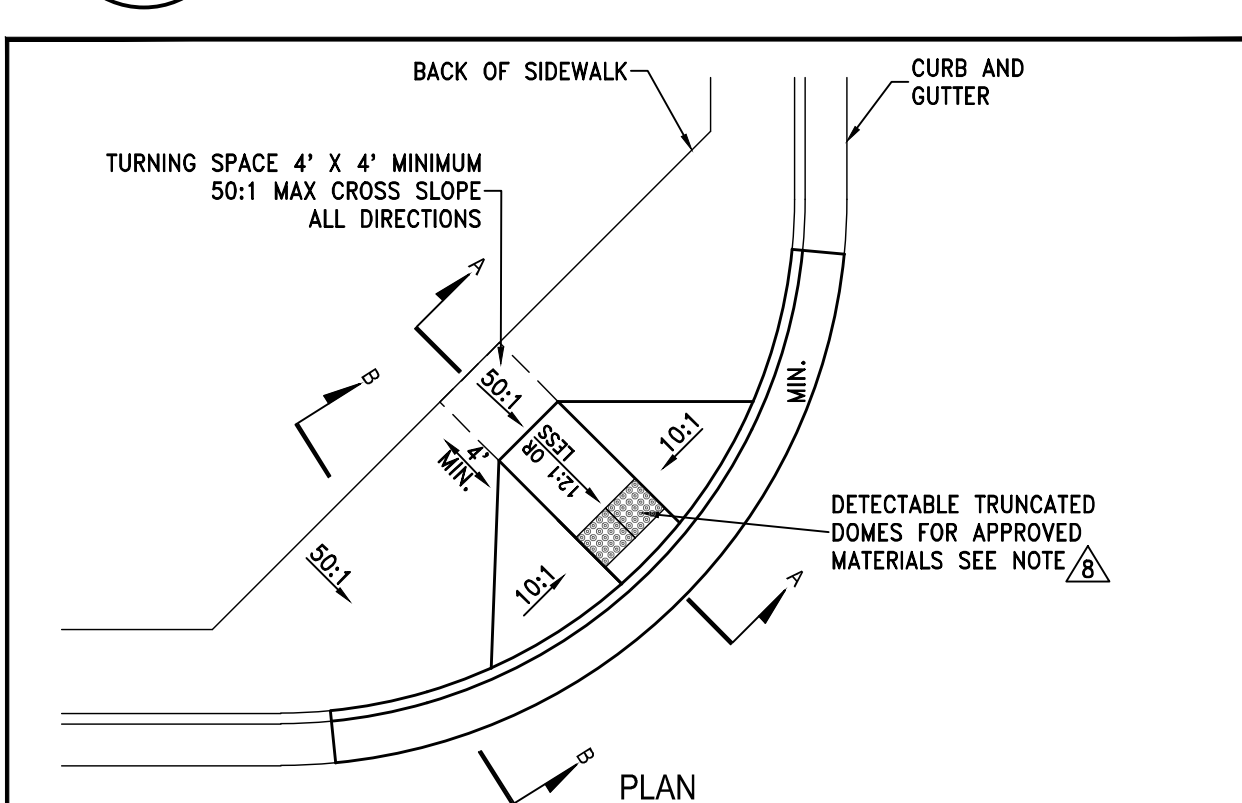 BACK OF SIDEWALK
CURB AND
GUTTER
TURNING SPACE 4' X 4' MINIMUM
50:1 MAX CROSS SLOPE
ALL DIRECTIONS
A
B
50:1
MIN.
12:1 OR
LESS
10:1
4'
MIN.
DETECTABLE TRUNCATED
DOMES FOR APPROVED
MATERIALS SEE NOTE 8
50:1
10:1
A
B
PLAN